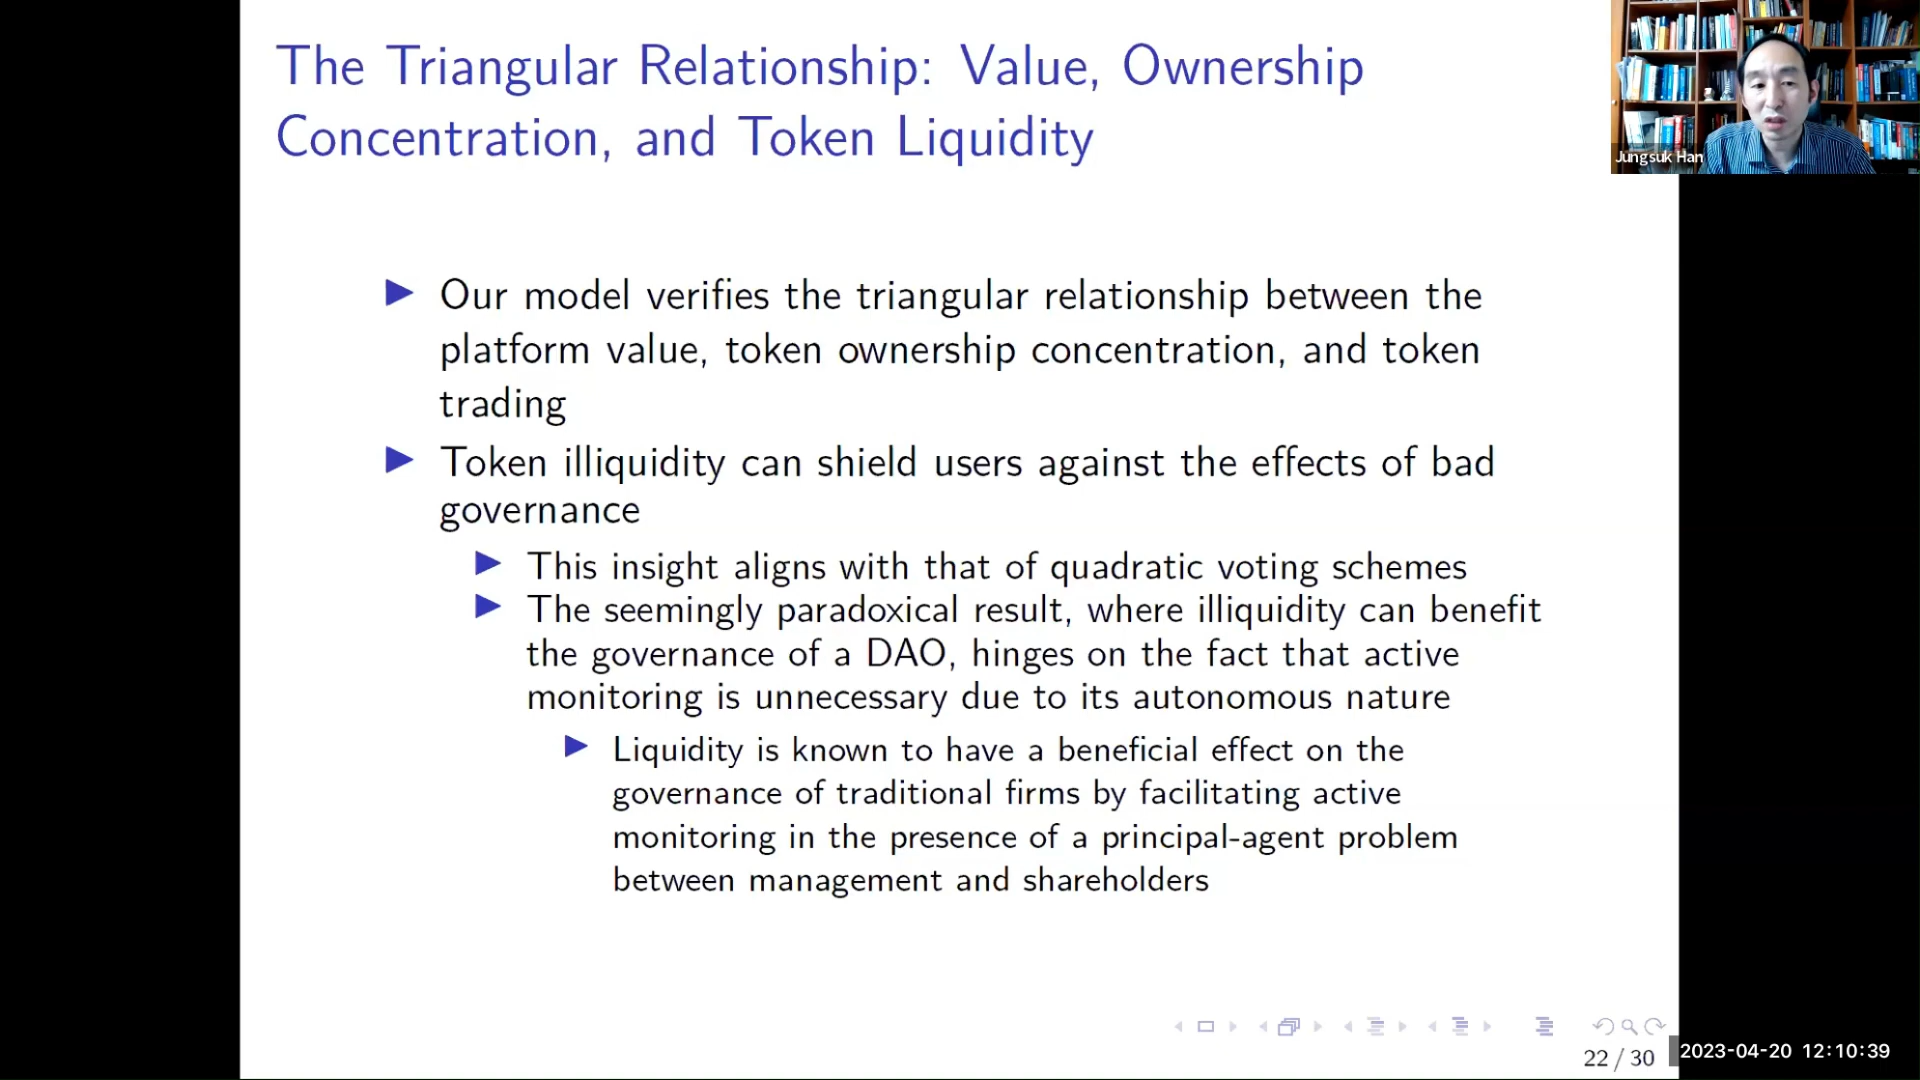 The Triangular Relationship: Value, Ownership
Concentration, and Token Liquidity
Jungsuk Han
Our model verifies the triangular relationship between the
platform value, token ownership concentration, and token
trading
Token illiquidity can shield users against the effects of bad
governance
This insight aligns with that of quadratic voting schemes
The seemingly paradoxical result, where illiquidity can benefit
the governance of a DAO, hinges on the fact that active
monitoring is unnecessary due to its autonomous nature
Liquidity is known to have a beneficial effect on the
governance of traditional firms by facilitating active
monitoring in the presence of a principal-agent problem
between management and shareholders
22 / 30
2023-04-20 12:10:39